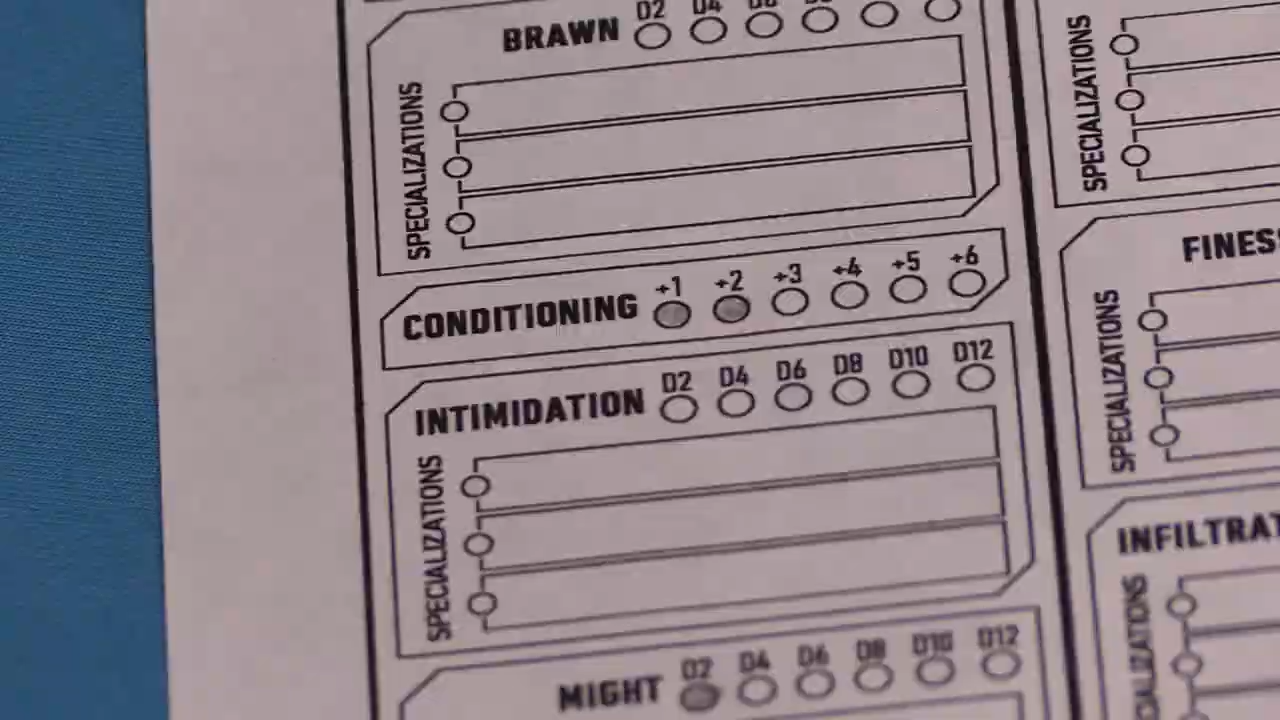 BRAWN D2 D4
SPECIALIZATIONS
CONDITIONING +1 +2 +3 +4 +5 +6
INTIMIDATION D2 D4 D6 D8 D10 D12
SPECIALIZATIONS
MIGHT D2 D4 D6 D8 D10 D12
SPECIALIZATIONS
FINES
SPECIALIZATIONS
INFILTRAT
CIALIZATIONS